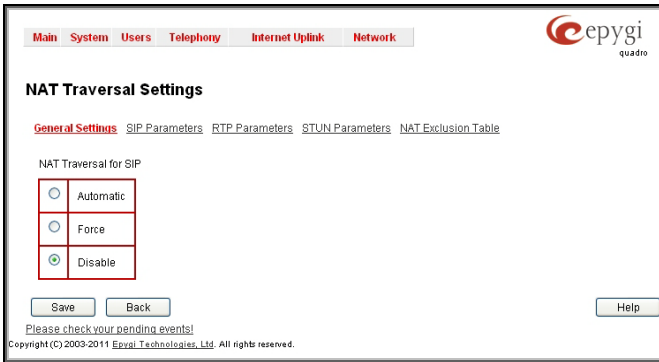 Main System Users Telephony Internet Uplink Network
epygi
quadro
NAT Traversal Settings
General Settings SIP Parameters RTP Parameters STUN Parameters NAT Exclusion Table
NAT Traversal for SIP
Automatic
Force
Disable
Save Back Help
Please check your pending events!
Copyright (C) 2003-2011 Epygi Technologies, Ltd. All rights reserved.